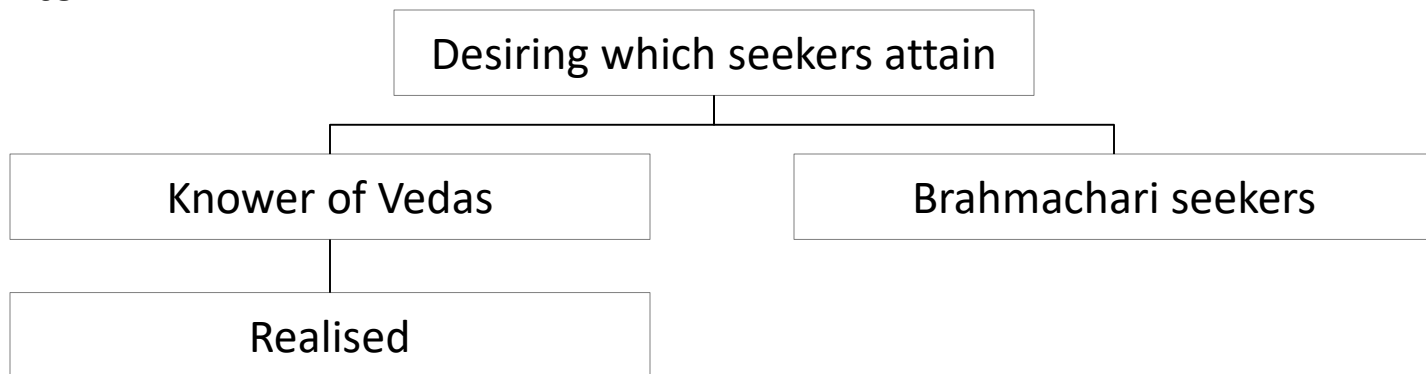 Desiring which seekers attain
Knower of Vedas
Brahmachari seekers
Realised